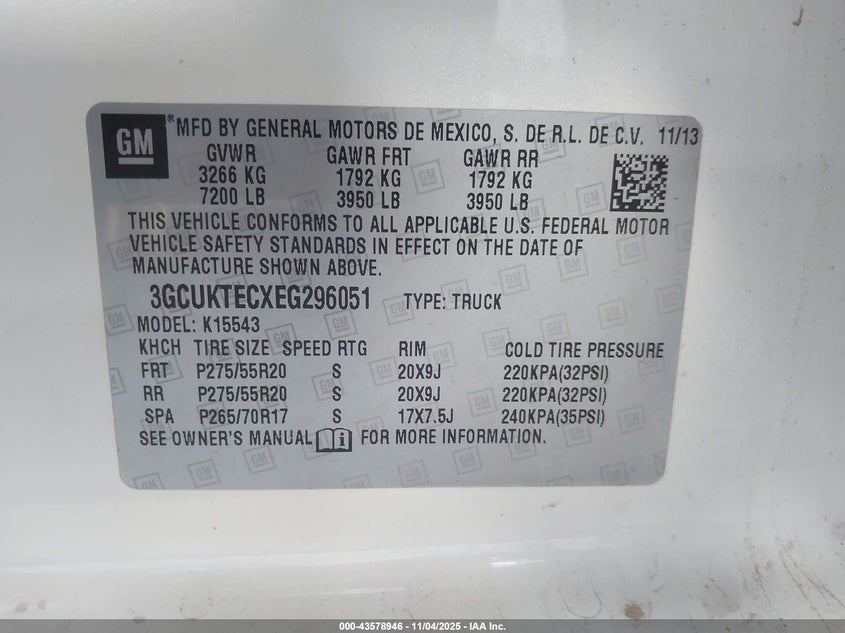 GM ® MFD BY GENERAL MOTORS DE MEXICO, S. DE R.L. DE C.V. 11/13
GVWR GAWR FRT GAWR RR
3266 KG 1792 KG 1792 KG
7200 LB 3950 LB 3950 LB
THIS VEHICLE CONFORMS TO ALL APPLICABLE U.S. FEDERAL MOTOR
VEHICLE SAFETY STANDARDS IN EFFECT ON THE DATE OF
MANUFACTURE SHOWN ABOVE.
3GCUKTECXEG296051 TYPE: TRUCK
MODEL: K15543
KHCH TIRE SIZE SPEED RTG RIM COLD TIRE PRESSURE
FRT P275/55R20 S 20X9J 220KPA(32PSI)
RR P275/55R20 S 20X9J 220KPA(32PSI)
SPA P265/70R17 S 17X7.5J 240KPA(35PSI)
SEE OWNER'S MANUAL FOR MORE INFORMATION.
000-43578946 - 11/04/2025 - IAA Inc.